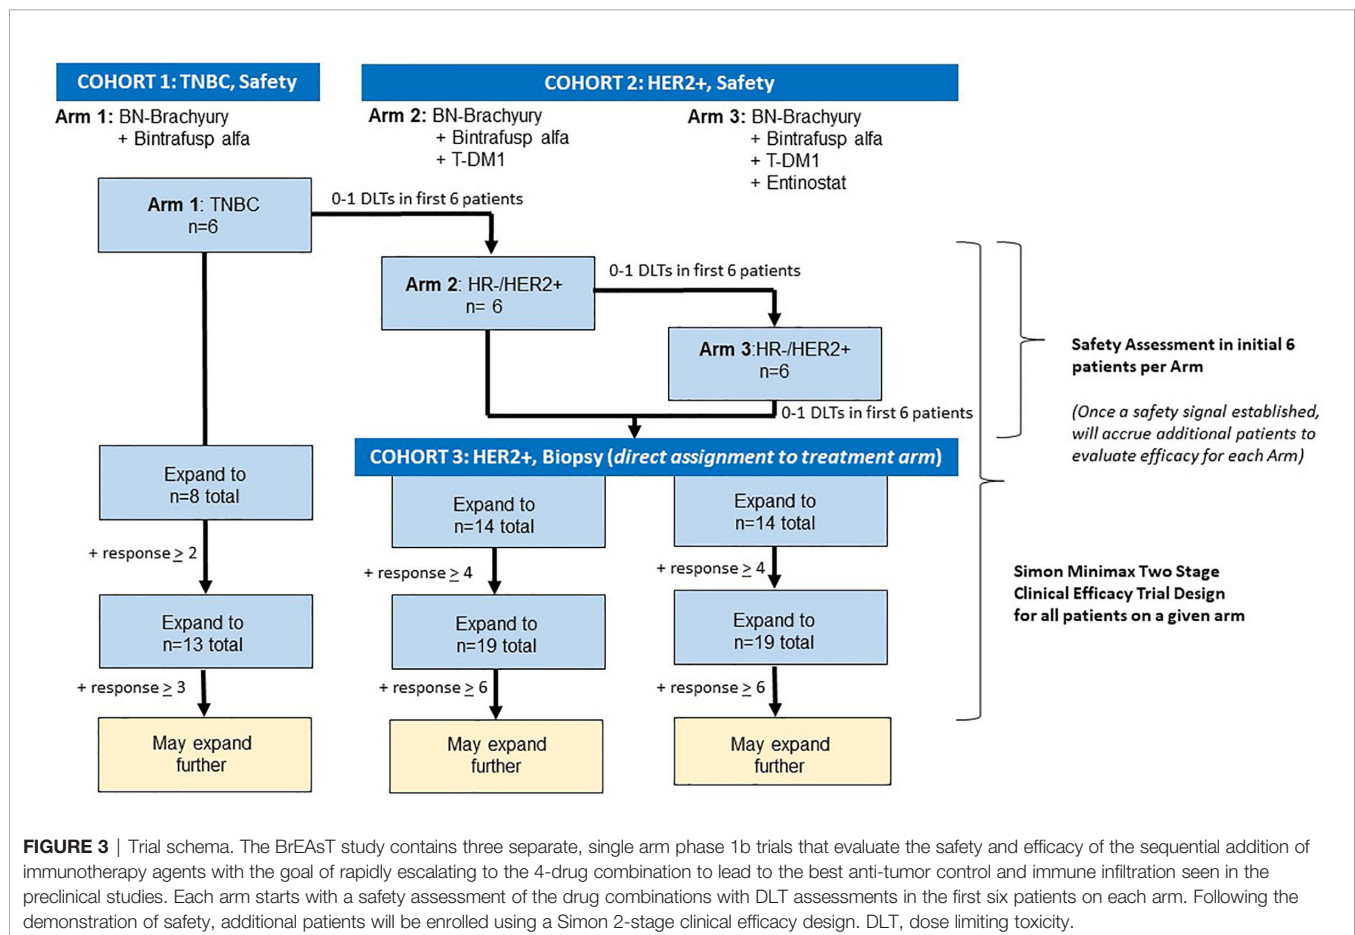 COHORT 1: TNBC, Safety
Arm 1: BN-Brachyury
+ Bintrafusp alfa
COHORT 2: HER2+, Safety
Arm 2: BN-Brachyury
+ Bintrafusp alfa
+ T-DM1
Arm 3: BN-Brachyury
+ Bintrafusp alfa
+ T-DM1
+ Entinostat
Arm 1: TNBC
n=6
0-1 DLTs in first 6 patients
Arm 2: HR-/HER2+
n= 6
0-1 DLTs in first 6 patients
Arm 3:HR-/HER2+
n=6
0-1 DLTs in first 6 patients
Safety Assessment in initial 6
patients per Arm
(Once a safety signal established,
will accrue additional patients to
evaluate efficacy for each Arm)
COHORT 3: HER2+, Biopsy (direct assignment to treatment arm)
Expand to
n=8 total
+ response ≥ 2
Expand to
n=13 total
+ response ≥ 3
May expand
further
Expand to
n=14 total
+ response ≥ 4
Expand to
n=19 total
+ response ≥ 6
May expand
further
Expand to
n=14 total
+ response ≥ 4
Expand to
n=19 total
+ response ≥ 6
May expand
further
Simon Minimax Two Stage
Clinical Efficacy Trial Design
for all patients on a given arm
FIGURE 3 | Trial schema. The BrEAsT study contains three separate, single arm phase 1b trials that evaluate the safety and efficacy of the sequential addition of
immunotherapy agents with the goal of rapidly escalating to the 4-drug combination to lead to the best anti-tumor control and immune infiltration seen in the
preclinical studies. Each arm starts with a safety assessment of the drug combinations with DLT assessments in the first six patients on each arm. Following the
demonstration of safety, additional patients will be enrolled using a Simon 2-stage clinical efficacy design. DLT, dose limiting toxicity.